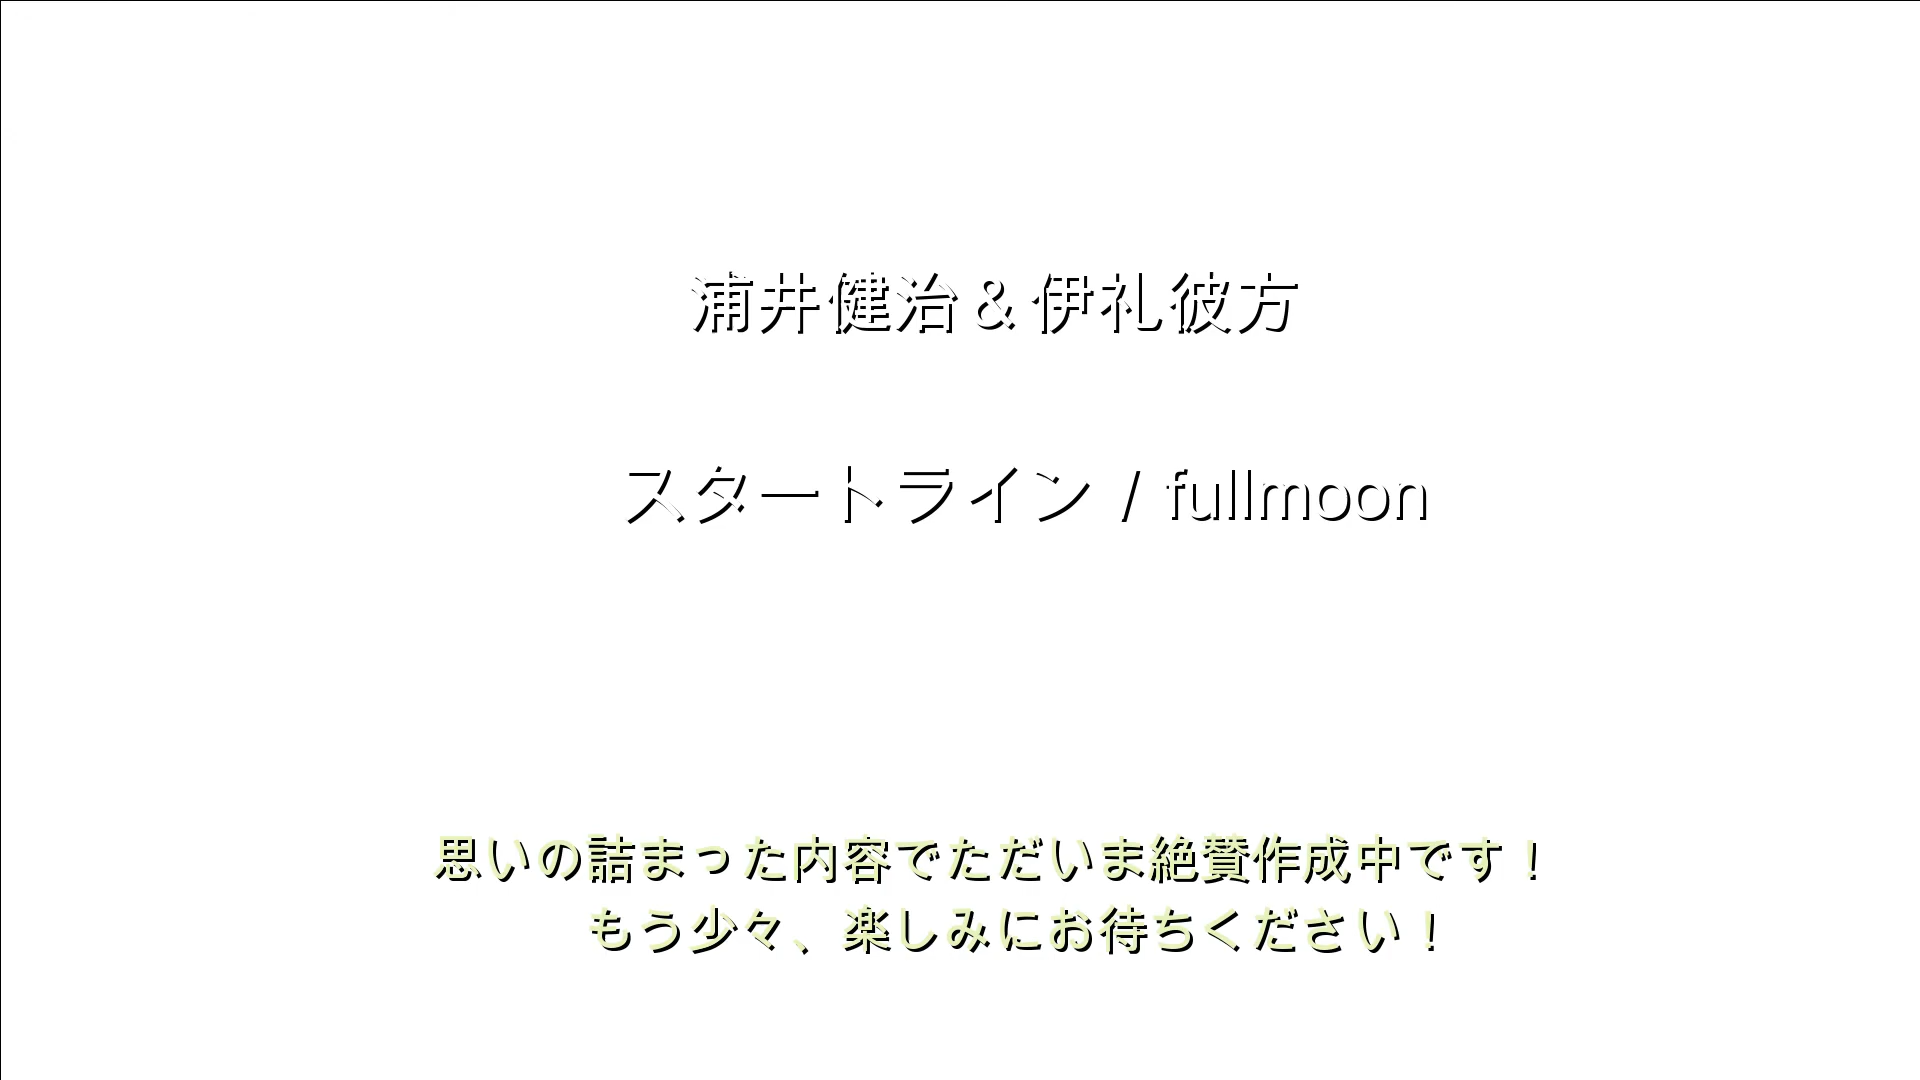 浦井健治＆伊礼彼方
スタートライン / fullmoon
思いの詰まった内容でただいま絶賛作成中です！
もう少々、楽しみにお待ちください！